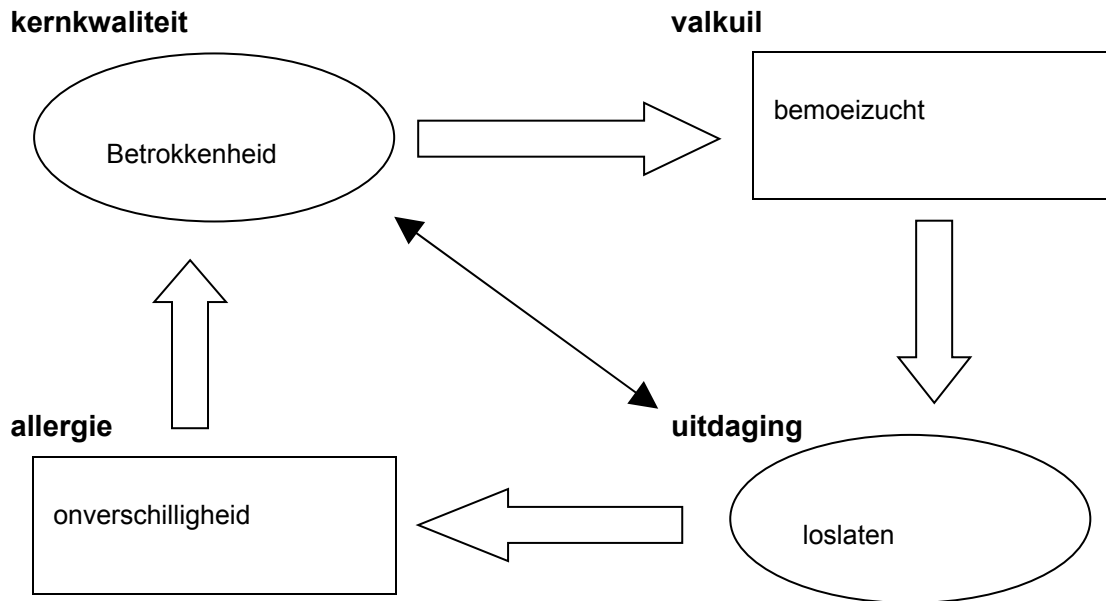 kernkwaliteit
valkuil
Betrokkenheid
bemoeizucht
allergie
uitdaging
onverschilligheid
loslaten